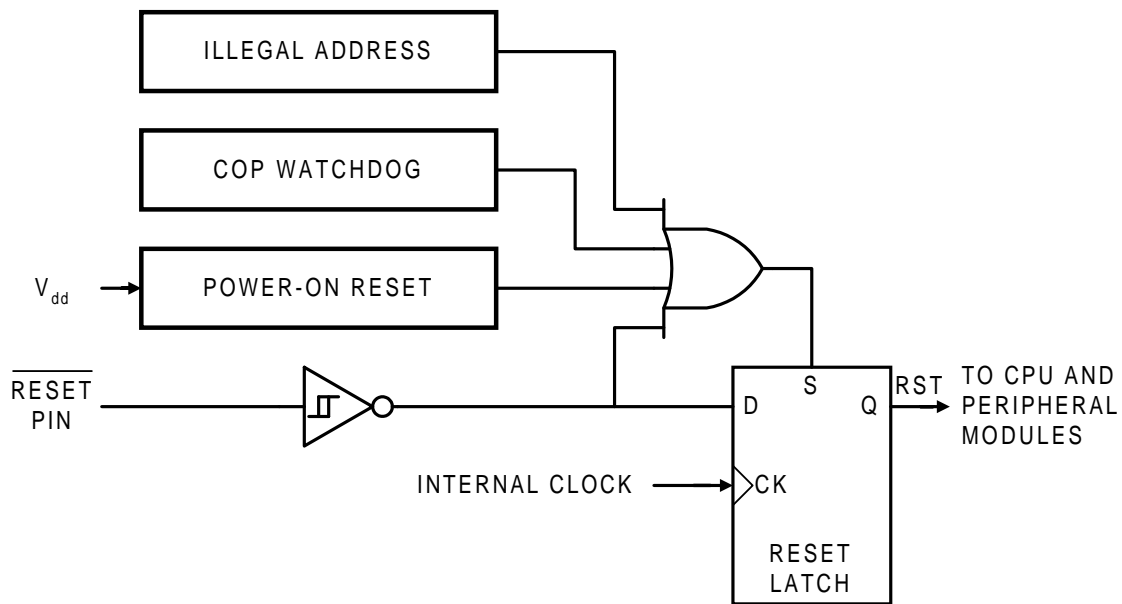 ILLEGAL ADDRESS
COP WATCHDOG
Vdd
POWER-ON RESET
RESET
PIN
D
S
Q
RST
TO CPU AND
PERIPHERAL
MODULES
INTERNAL CLOCK
CK
RESET
LATCH